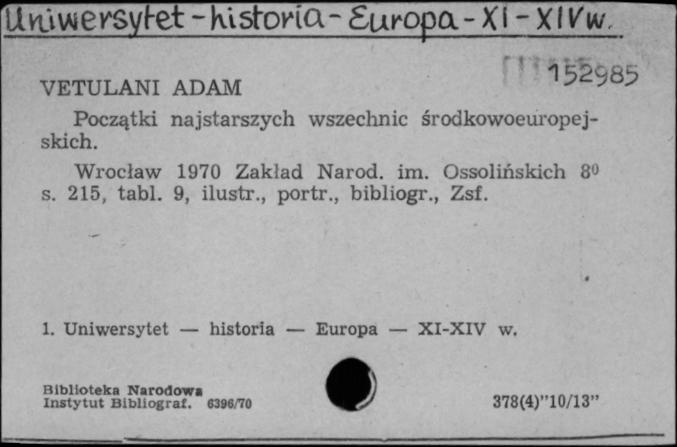 Uniwersytet - historia - Europa - XI - XIV w.
152985
VETULANI ADAM
Początki najstarszych wszechnic środkowoeuropej-
skich.
Wrocław 1970 Zakład Narod. im. Ossolińskich 8⁰
s. 215, tabl. 9, ilustr., portr., bibliogr., Zsf.
1. Uniwersytet — historia — Europa — XI-XIV w.
Biblioteka Narodowa
Instytut Bibliograf. 6396/70
378(4)"10/13"